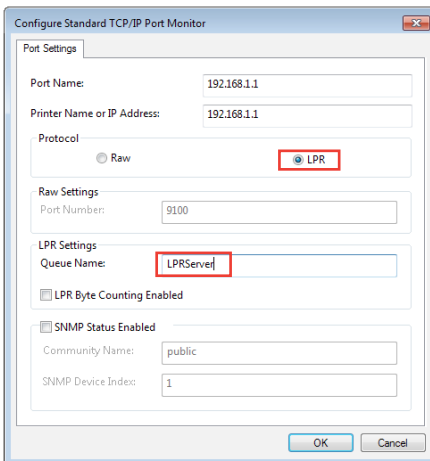 Configure Standard TCP/IP Port Monitor
Port Settings
Port Name: 192.168.1.1
Printer Name or IP Address: 192.168.1.1
Protocol
Raw LPR
Raw Settings
Port Number: 9100
LPR Settings
Queue Name: LPRServer
LPR Byte Counting Enabled
SNMP Status Enabled
Community Name: public
SNMP Device Index: 1
OK Cancel